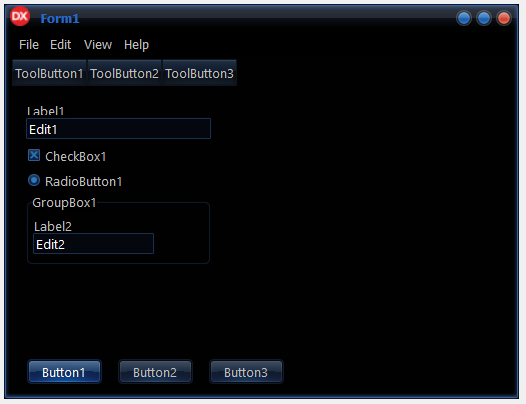 DX Form1
File Edit View Help
ToolButton1 ToolButton2 ToolButton3
Label1
Edit1
CheckBox1
RadioButton1
GroupBox1
Label2
Edit2
Button1 Button2 Button3